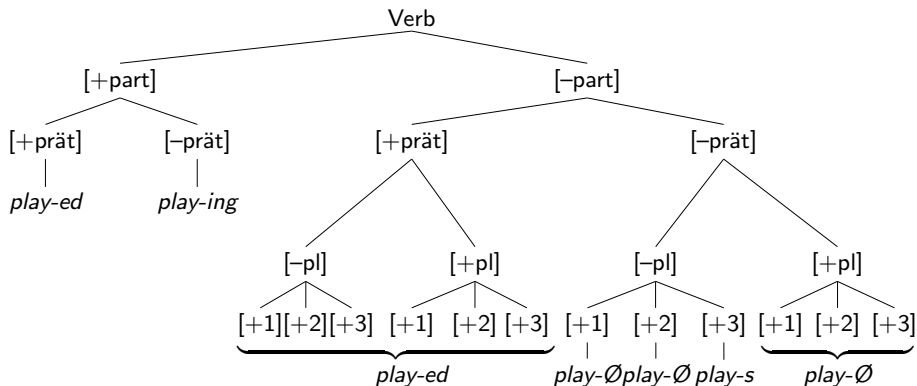 Verb
[+part] [–part]
[+prät] [–prät] [+prät] [–prät]
play-ed play-ing
[–pl] [+pl] [–pl] [+pl]
[+1][+2][+3] [+1] [+2] [+3] [+1] [+2] [+3] [+1] [+2] [+3]
play-ed play-Ø play-Ø play-s play-Ø